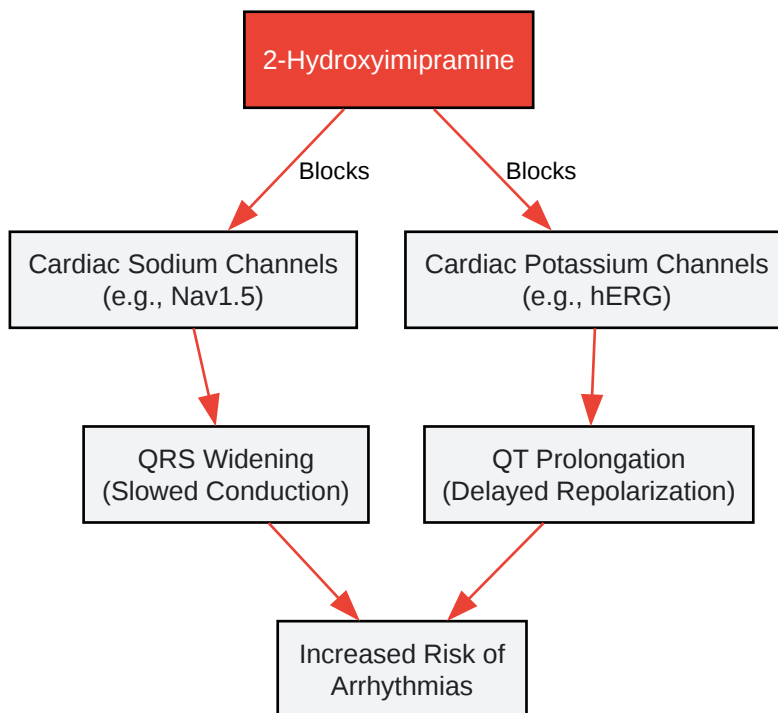 2-Hydroxyimipramine
Blocks
Blocks
Cardiac Sodium Channels
(e.g., Nav1.5)
Cardiac Potassium Channels
(e.g., hERG)
QRS Widening
(Slowed Conduction)
QT Prolongation
(Delayed Repolarization)
Increased Risk of
Arrhythmias